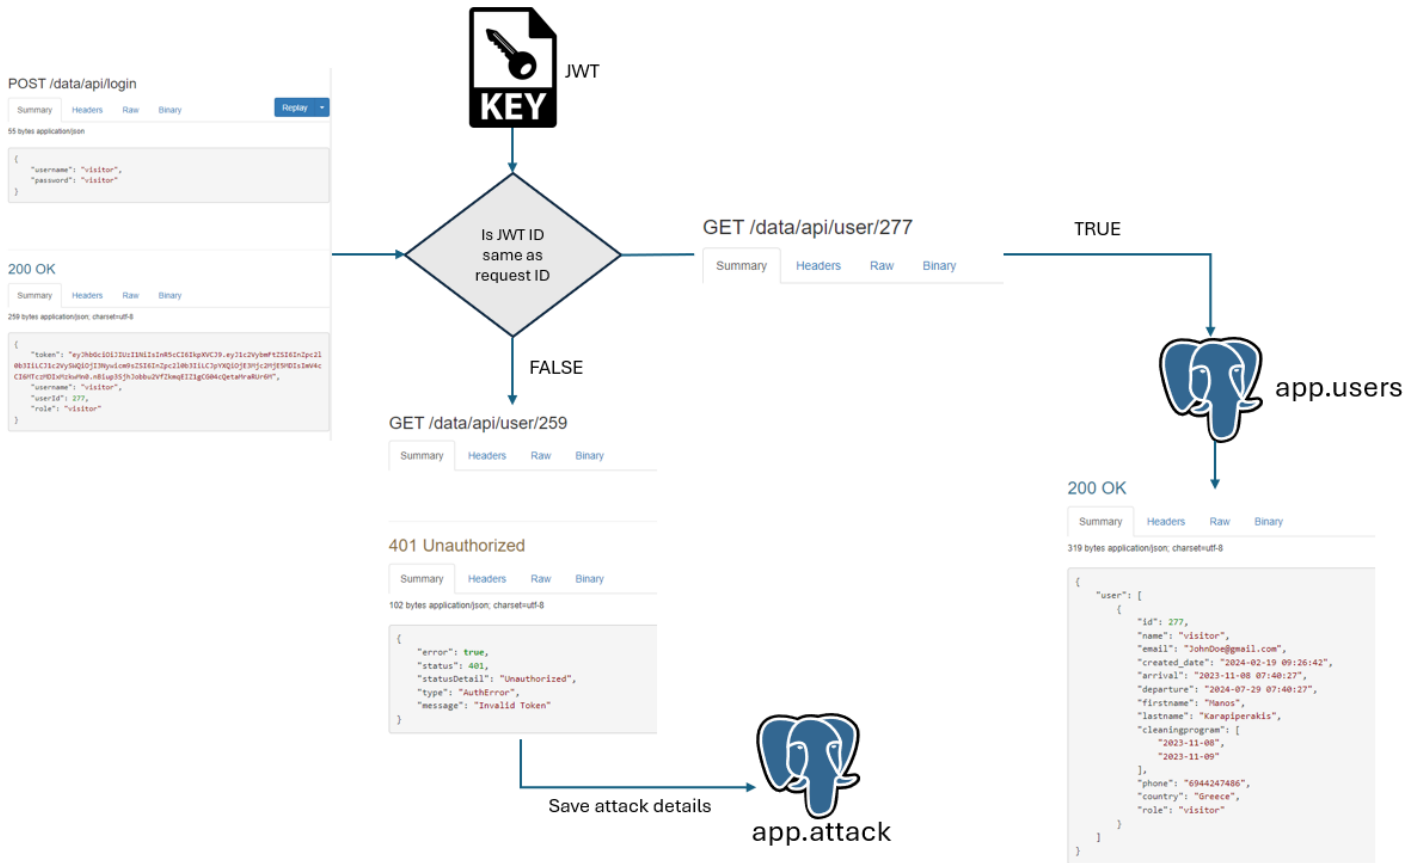 KEY
JWT
POST /data/api/login
Summary Headers Raw Binary Replay
55 bytes application/json
{
"username": "visitor",
"password": "visitor"
}
200 OK
Summary Headers Raw Binary
259 bytes application/json; charset=utf-8
{
"username": "visitor",
"userId": 277,
"role": "visitor"
}
Is JWT ID
same as
request ID
GET /data/api/user/277
Summary Headers Raw Binary
TRUE
FALSE
GET /data/api/user/259
Summary Headers Raw Binary
401 Unauthorized
Summary Headers Raw Binary
102 bytes application/json; charset=utf-8
{
"error": true,
"status": 401,
"statusDetail": "Unauthorized",
"type": "AuthError",
"message": "Invalid Token"
}
Save attack details
app.attack
app.users
200 OK
Summary Headers Raw Binary
319 bytes application/json; charset=utf-8
{
"user": [
{
"id": 277,
"name": "visitor",
"email": "JohnDoe@gmail.com",
"created_date": "2024-02-19 09:26:42",
"arrival": "2023-11-08 07:40:27",
"departure": "2024-07-29 07:40:27",
"firstname": "Manos",
"lastname": "Karapiperakis",
"cleaningprogram": [
"2023-11-08",
"2023-11-09"
],
"phone": "6944247486",
"country": "Greece",
"role": "visitor"
}
]
}